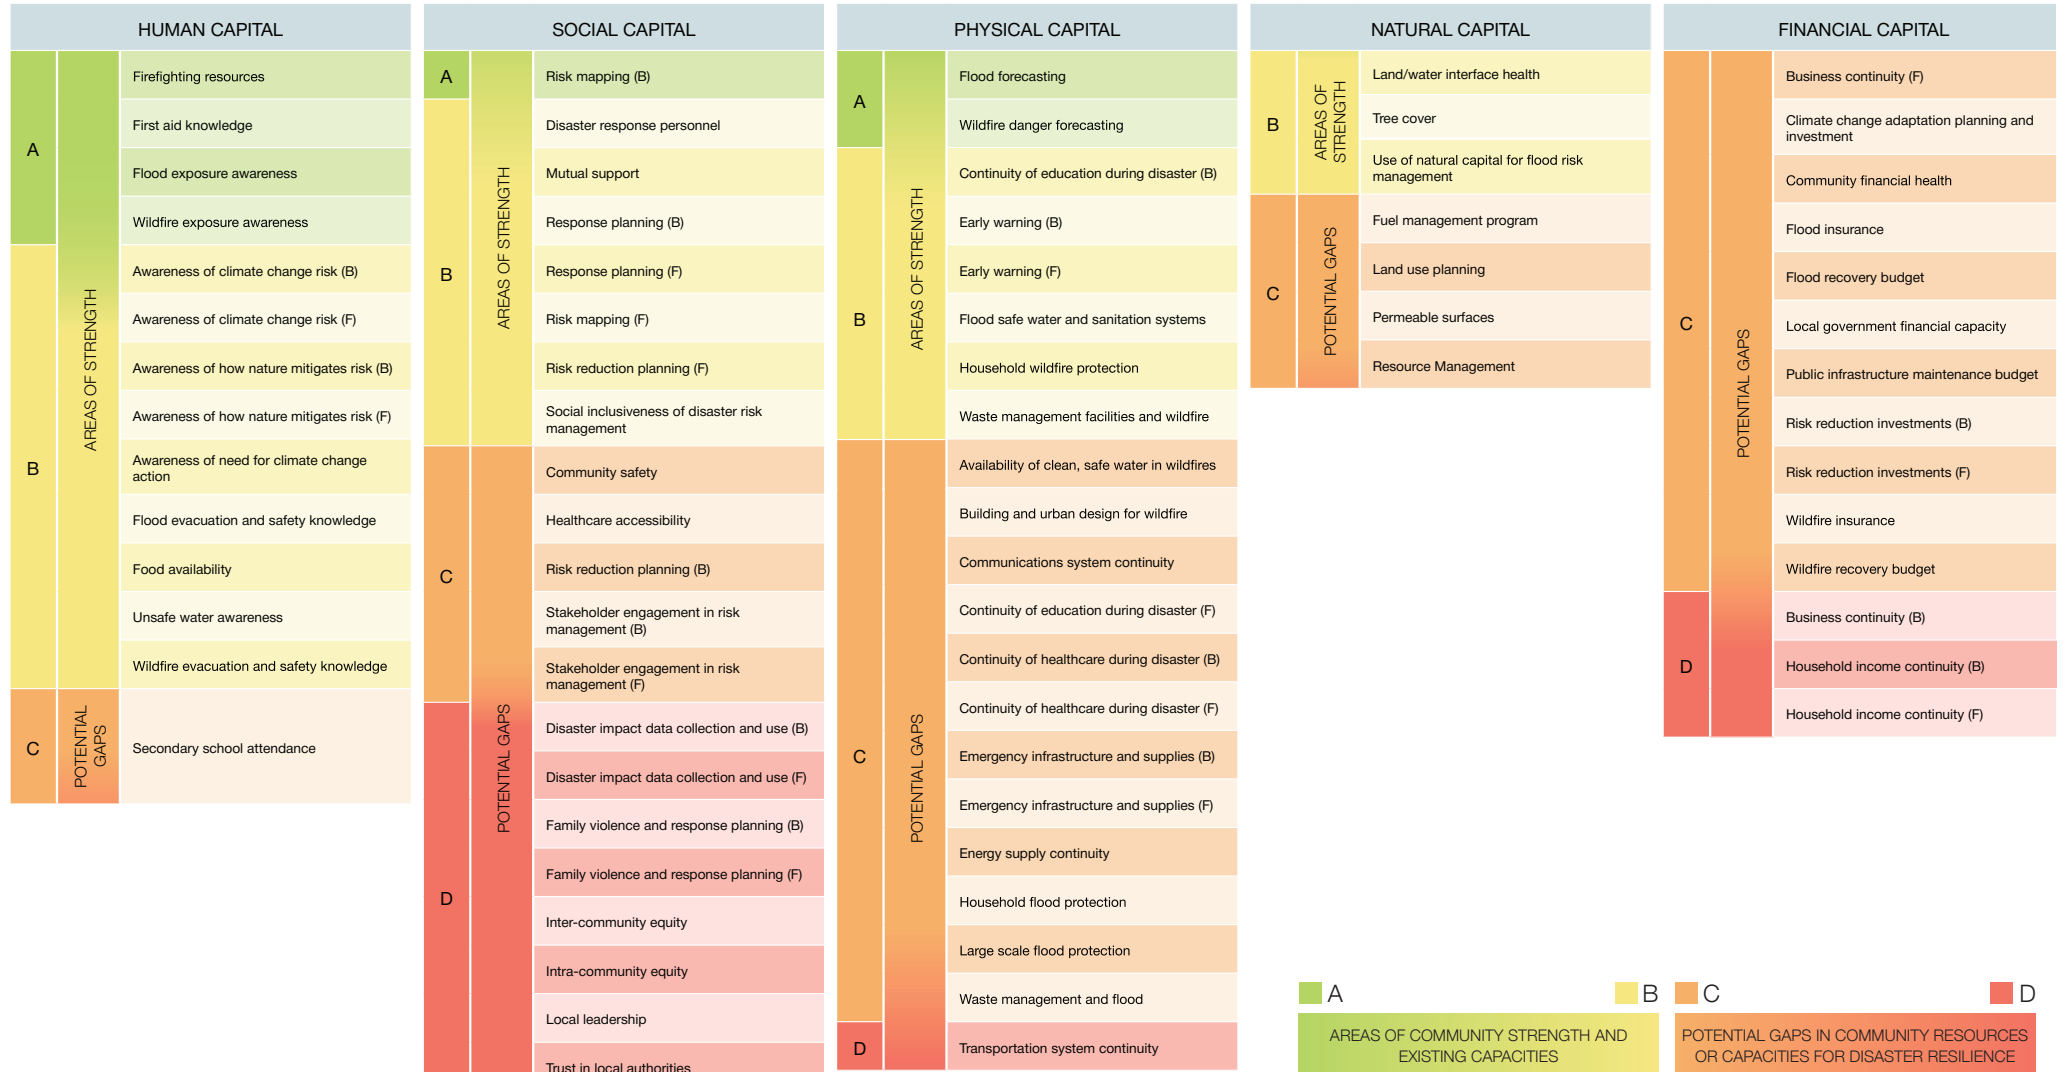 HUMAN CAPITAL
A
AREAS OF STRENGTH
Firefighting resources
First aid knowledge
Flood exposure awareness
Wildfire exposure awareness
B
Awareness of climate change risk (B)
Awareness of climate change risk (F)
Awareness of how nature mitigates risk (B)
Awareness of how nature mitigates risk (F)
Awareness of need for climate change
action
Flood evacuation and safety knowledge
Food availability
Unsafe water awareness
Wildfire evacuation and safety knowledge
C
POTENTIAL
GAPS
Secondary school attendance
SOCIAL CAPITAL
A
AREAS OF STRENGTH
Risk mapping (B)
B
Disaster response personnel
Mutual support
Response planning (B)
Response planning (F)
Risk mapping (F)
Risk reduction planning (F)
Social inclusiveness of disaster risk
management
C
POTENTIAL GAPS
Community safety
Healthcare accessibility
Risk reduction planning (B)
Stakeholder engagement in risk
management (B)
Stakeholder engagement in risk
management (F)
D
Disaster impact data collection and use (B)
Disaster impact data collection and use (F)
Family violence and response planning (B)
Family violence and response planning (F)
Inter-community equity
Intra-community equity
Local leadership
Trust in local authorities
PHYSICAL CAPITAL
A
AREAS OF STRENGTH
Flood forecasting
Wildfire danger forecasting
B
Continuity of education during disaster (B)
Early warning (B)
Early warning (F)
Flood safe water and sanitation systems
Household wildfire protection
Waste management facilities and wildfire
C
POTENTIAL GAPS
Availability of clean, safe water in wildfires
Building and urban design for wildfire
Communications system continuity
Continuity of education during disaster (F)
Continuity of healthcare during disaster (B)
Continuity of healthcare during disaster (F)
Emergency infrastructure and supplies (B)
Emergency infrastructure and supplies (F)
Energy supply continuity
Household flood protection
Large scale flood protection
Waste management and flood
D
Transportation system continuity
NATURAL CAPITAL
B
AREAS OF
STRENGTH
Land/water interface health
Tree cover
Use of natural capital for flood risk
management
C
POTENTIAL GAPS
Fuel management program
Land use planning
Permeable surfaces
Resource Management
FINANCIAL CAPITAL
C
POTENTIAL GAPS
Business continuity (F)
Climate change adaptation planning and
investment
Community financial health
Flood insurance
Flood recovery budget
Local government financial capacity
Public infrastructure maintenance budget
Risk reduction investments (B)
Risk reduction investments (F)
Wildfire insurance
Wildfire recovery budget
D
Business continuity (B)
Household income continuity (B)
Household income continuity (F)
A
B
C
D
AREAS OF COMMUNITY STRENGTH AND
EXISTING CAPACITIES
POTENTIAL GAPS IN COMMUNITY RESOURCES
OR CAPACITIES FOR DISASTER RESILIENCE